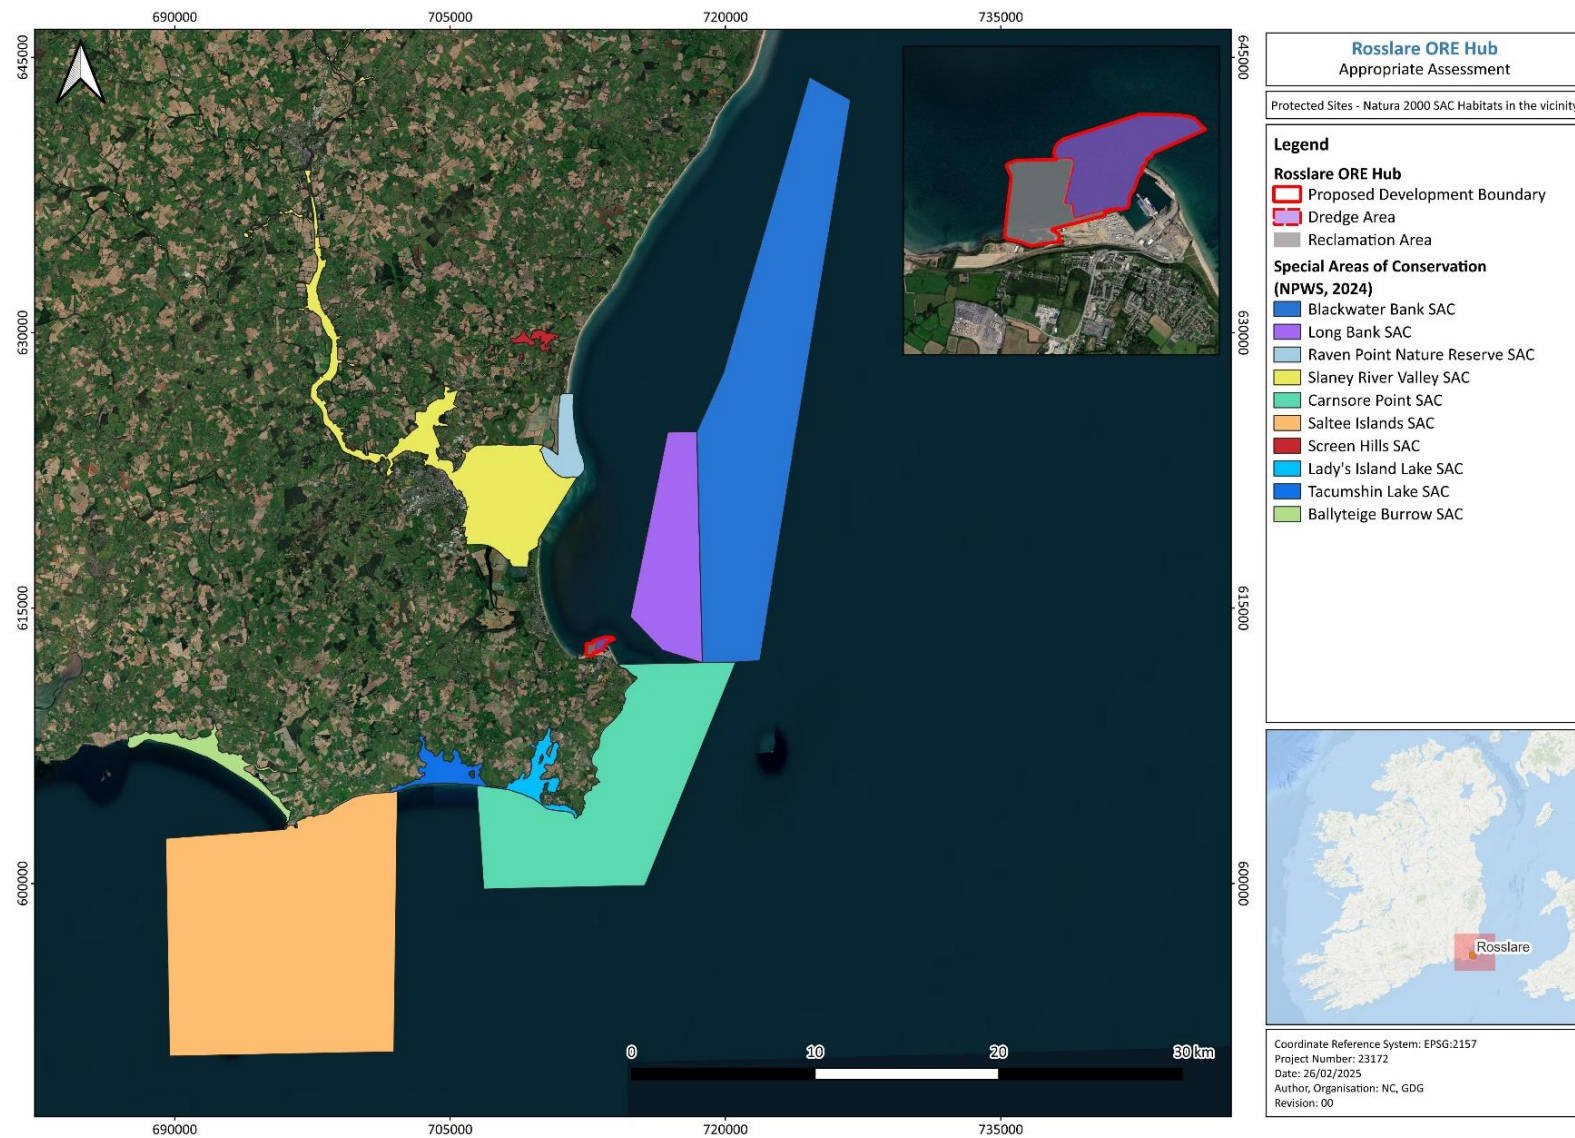 690000 705000 720000 735000
645000
630000
615000
600000
645000
630000
615000
600000
0 10 20 30 km
690000 705000 720000 735000
Rosslare ORE Hub
Appropriate Assessment
Protected Sites - Natura 2000 SAC Habitats in the vicinity
Legend
Rosslare ORE Hub
Proposed Development Boundary
Dredge Area
Reclamation Area
Special Areas of Conservation
(NPWS, 2024)
Blackwater Bank SAC
Long Bank SAC
Raven Point Nature Reserve SAC
Slaney River Valley SAC
Carnsore Point SAC
Saltee Islands SAC
Screen Hills SAC
Lady's Island Lake SAC
Tacumshin Lake SAC
Ballyteige Burrow SAC
Rosslare
Coordinate Reference System: EPSG:2157
Project Number: 23172
Date: 26/02/2025
Author, Organisation: NC, GDG
Revision: 00